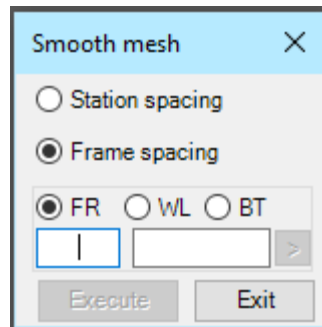 Smooth mesh
Station spacing
Frame spacing
FR WL BT
>
Execute Exit